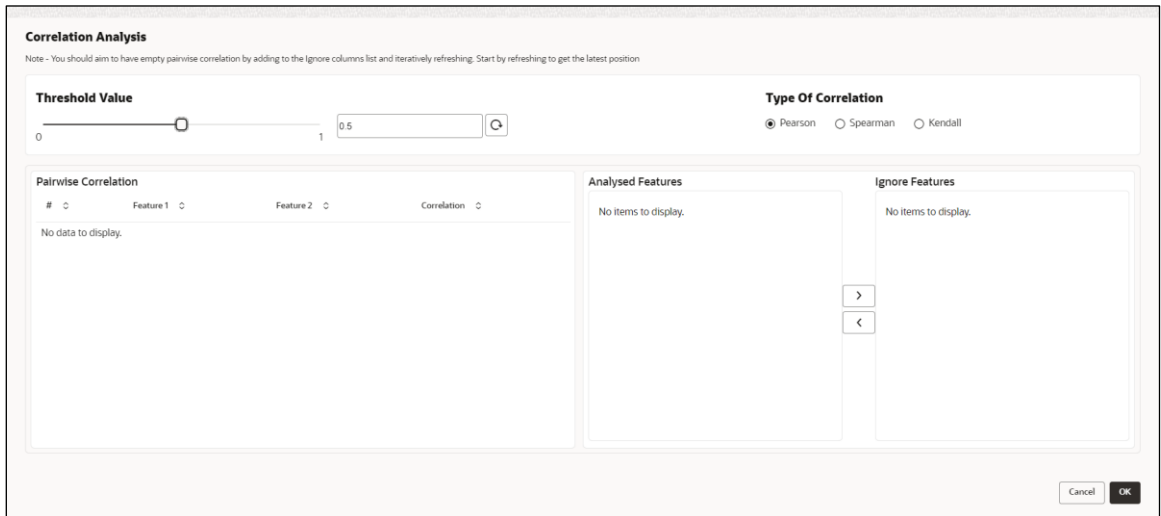 Correlation Analysis
Note - You should aim to have empty pairwise correlation by adding to the Ignore columns list and iteratively refreshing. Start by refreshing to get the latest position
Threshold Value
0
1
0.5
Type Of Correlation
Pearson Spearman Kendall
Pairwise Correlation
# Feature 1 Feature 2 Correlation
No data to display.
Analysed Features
No items to display.
Ignore Features
No items to display.
Cancel OK